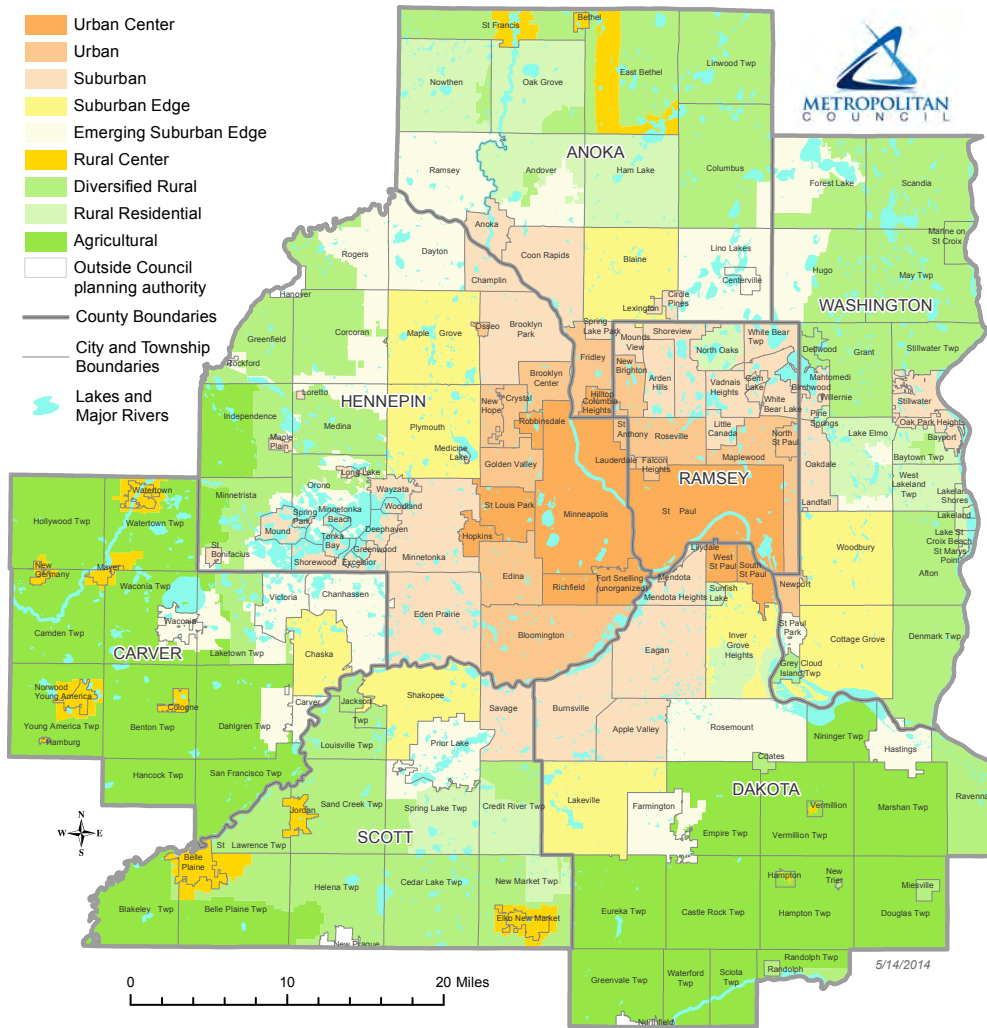 Urban Center
Urban
Suburban
Suburban Edge
Emerging Suburban Edge
Rural Center
Diversified Rural
Rural Residential
Agricultural
Outside Council
planning authority
County Boundaries
City and Township
Boundaries
Lakes and
Major Rivers
METROPOLITAN
COUNCIL
St Francis
Bethel
Nowthen
Oak Grove
East Bethel
Linwood Twp
ANOKA
Ramsey
Andover
Ham Lake
Columbus
Forest Lake
Scandia
Marine on
St Croix
Anoka
Rogers
Dayton
Champlin
Coon Rapids
Blaine
Lino Lakes
Centerville
Hugo
May Twp
Hanover
Lexington
Circle
Pines
WASHINGTON
Greenfield
Corcoran
Maple Grove
Osseo
Brooklyn
Park
Spring
Lake Park
Mounds
View
Shoreview
White Bear
Twp
North Oaks
Dellwood
Grant
Stillwater Twp
Rockford
Fridley
New
Brighton
Arden
Hills
Vadnais
Heights
Gem
Lake
Birchwood
Mahtomedi
Willernie
Brooklyn
Center
Loretto
HENNEPIN
Independence
Medina
Plymouth
New
Hope
Crystal
Robbinsdale
Hilltop
Columbia
Heights
White
Bear Lake
Stillwater
Pine
Springs
Oak Park Heights
Bayport
Maple
Plain
Medicine
Lake
Golden Valley
St
Anthony
Roseville
Little
Canada
North
St Paul
Lake Elmo
Baytown Twp
Lauderdale
Falcon
Heights
Maplewood
Oakdale
West
Lakeland
Twp
Long Lake
Orono
Wayzata
Woodland
RAMSEY
Landfall
Lakeland
Shores
Lakeland
Watertown
Minnetrista
Spring
Park
Minnetonka
Beach
Deephaven
St Louis Park
Minneapolis
St Paul
Hollywood Twp
Watertown Twp
Mound
Tonka
Bay
Greenwood
Hopkins
Lake St
Croix Beach
St Marys
Point
St
Bonifacius
Shorewood
Excelsior
Minnetonka
Lilydale
West
St Paul
South
St Paul
Woodbury
Afton
New
Germany
Mayer
Waconia Twp
Edina
Richfield
Fort Snelling
(unorganized)
Mendota
Mendota Heights
Sunfish
Lake
Newport
Victoria
Chanhassen
Eden Prairie
Bloomington
St Paul
Park
Camden Twp
Waconia
Laketown Twp
Chaska
Eagan
Inver
Grove
Heights
Cottage Grove
Denmark Twp
CARVER
Grey Cloud
Island Twp
Norwood
Young America
Cologne
Carver
Jackson
Twp
Shakopee
Savage
Burnsville
Apple Valley
Rosemount
Young America Twp
Benton Twp
Dahlgren Twp
Louisville Twp
Prior Lake
Nininger Twp
Hastings
Hamburg
Coates
Hancock Twp
San Francisco Twp
DAKOTA
Jordan
Sand Creek Twp
Spring Lake Twp
Credit River Twp
Lakeville
Farmington
Empire Twp
Vermillion
Vermillion Twp
Marshan Twp
Ravenna
SCOTT
St Lawrence Twp
Belle
Plaine
Helena Twp
Cedar Lake Twp
New Market Twp
Hampton
New
Trier
Miesville
Blakeley Twp
Belle Plaine Twp
Elko New Market
Eureka Twp
Castle Rock Twp
Hampton Twp
Douglas Twp
New Prague
Randolph Twp
Randolph
Greenvale Twp
Waterford
Twp
Sciota
Twp
Northfield
N
W E
S
0 10 20 Miles
5/14/2014